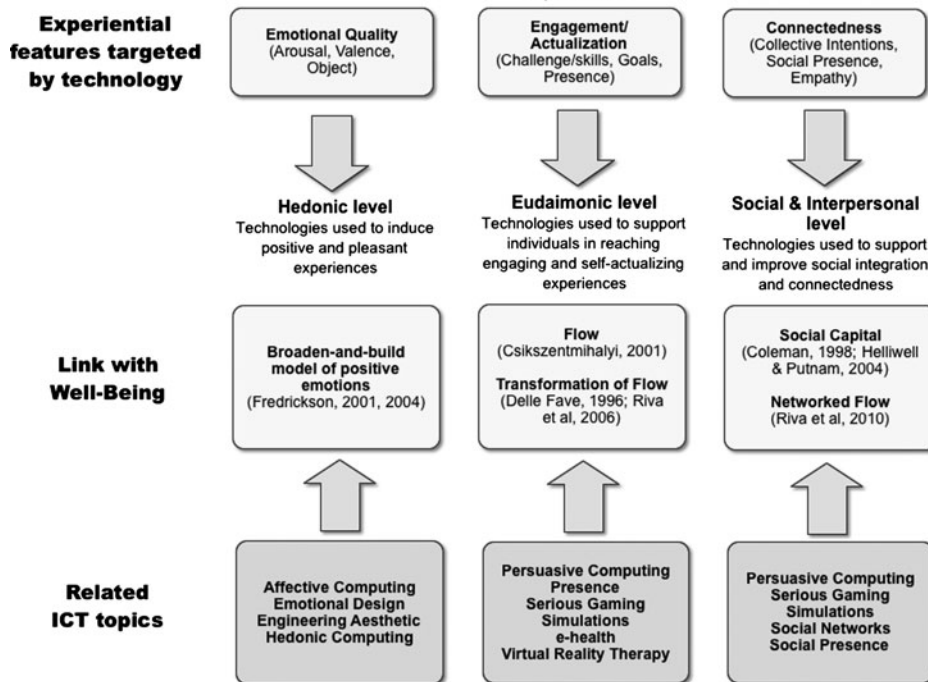 Experiential
features targeted
by technology
Emotional Quality
(Arousal, Valence,
Object)
Engagement/
Actualization
(Challenge/skills, Goals,
Presence)
Connectedness
(Collective Intentions,
Social Presence,
Empathy)
Hedonic level
Technologies used to induce
positive and pleasant
experiences
Eudaimonic level
Technologies used to support
individuals in reaching
engaging and self-actualizing
experiences
Social & Interpersonal
level
Technologies used to support
and improve social integration
and connectedness
Link with
Well-Being
Broaden-and-build
model of positive
emotions
(Fredrickson, 2001, 2004)
Flow
(Csikszentmihalyi, 2001)
Transformation of Flow
(Delle Fave, 1996; Riva
et al, 2006)
Social Capital
(Coleman, 1998; Helliwell
& Putnam, 2004)
Networked Flow
(Riva et al, 2010)
Related
ICT topics
Affective Computing
Emotional Design
Engineering Aesthetic
Hedonic Computing
Persuasive Computing
Presence
Serious Gaming
Simulations
e-health
Virtual Reality Therapy
Persuasive Computing
Serious Gaming
Simulations
Social Networks
Social Presence